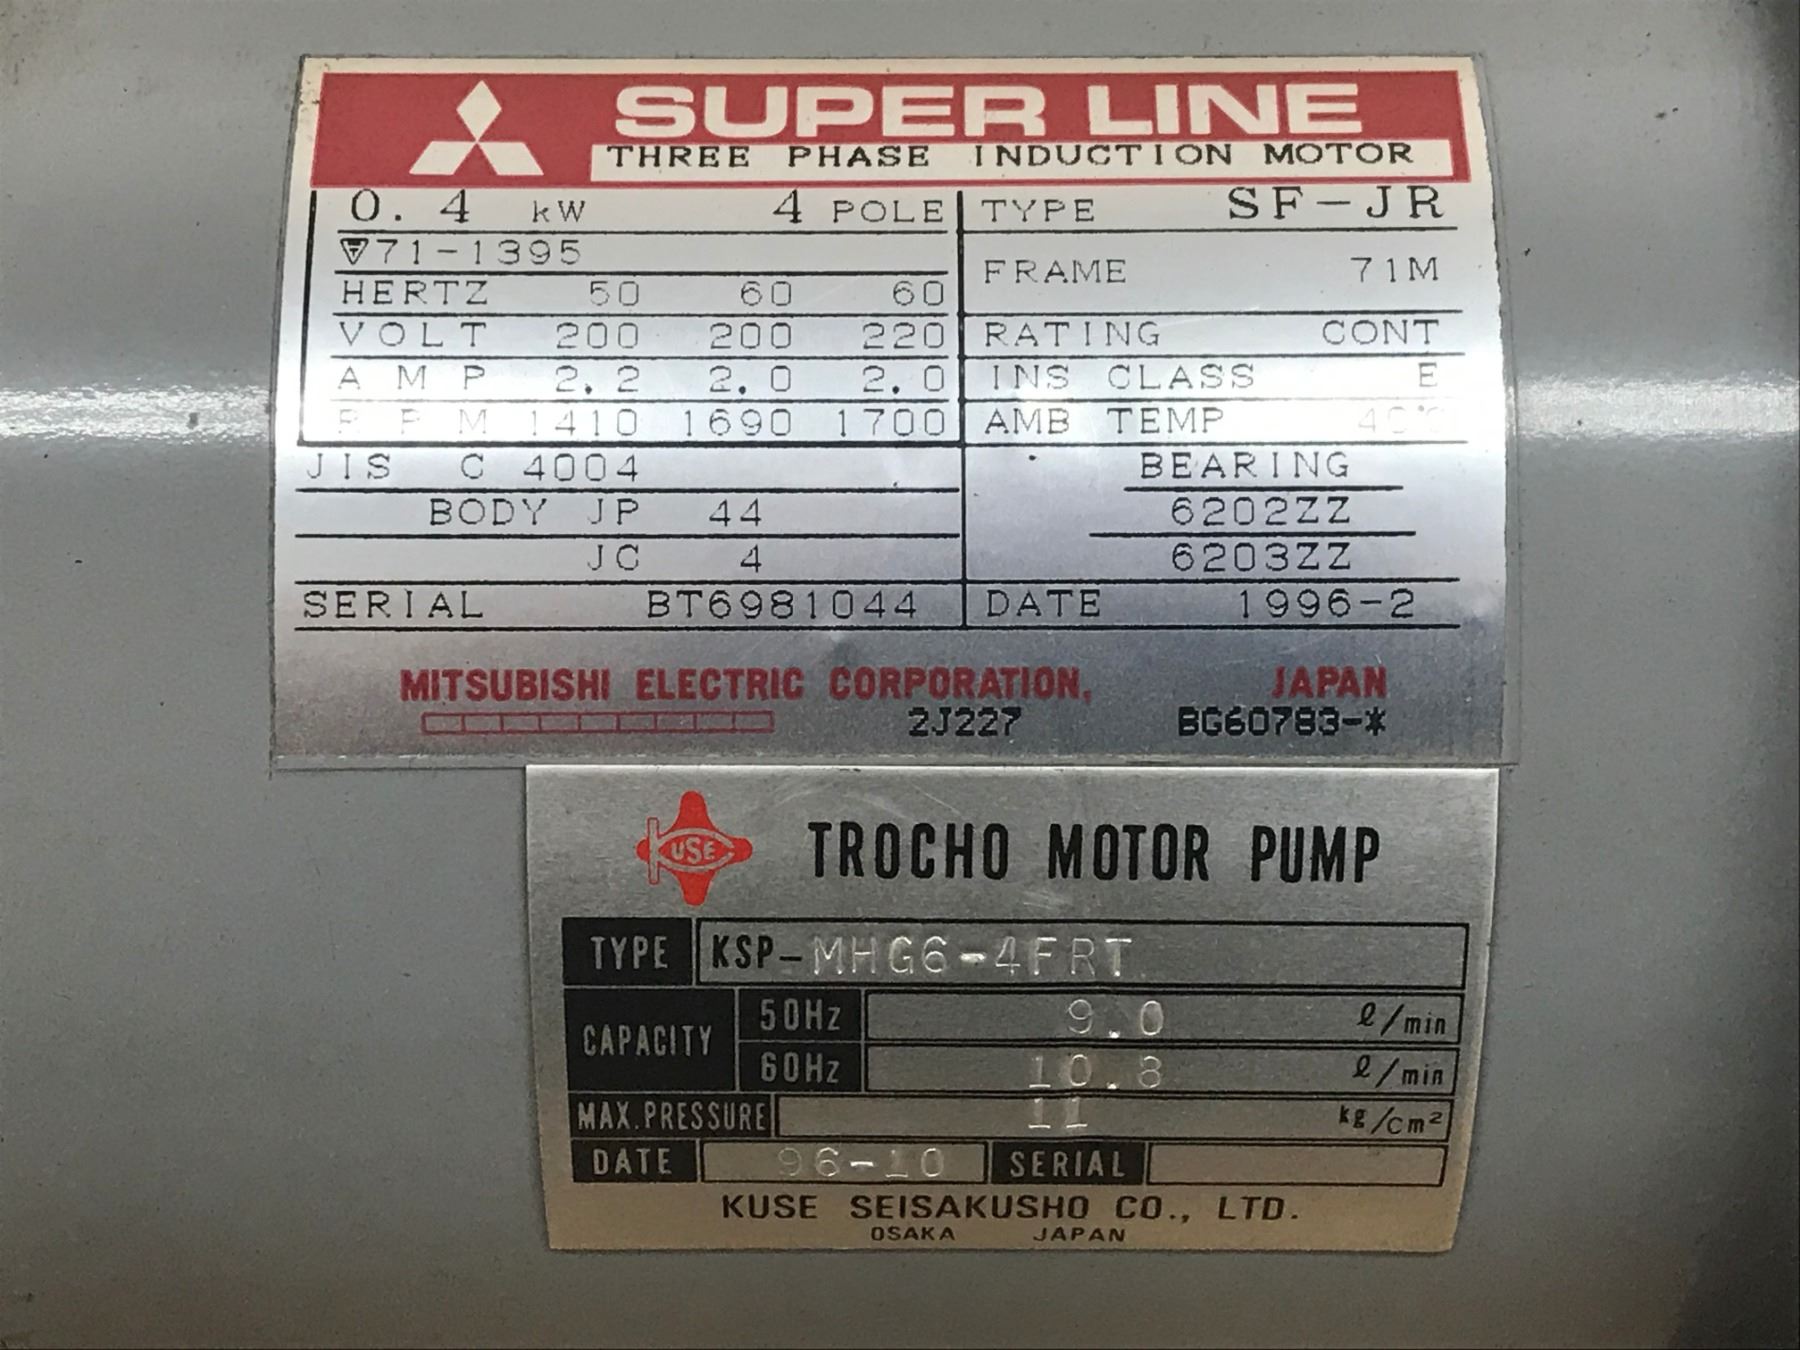 SUPER LINE
THREE PHASE INDUCTION MOTOR
0.4 kW 4 POLE TYPE SF-JR
71-1395
FRAME 71M
HERTZ 50 60 60
VOLT 200 200 220 RATING CONT
AMP 2.2 2.0 2.0 INS CLASS E
RPM 1410 1690 1700 AMB TEMP 40°C
JIS C 4004 BEARING
BODY JP 44 6202ZZ
JC 4 6203ZZ
SERIAL BT6981044 DATE 1996-2
MITSUBISHI ELECTRIC CORPORATION, JAPAN
2J227 BG60783-*
KUSE TROCHO MOTOR PUMP
TYPE KSP-MHG6-4FRT
CAPACITY 50Hz 9.0 ℓ/min
60Hz 10.8 ℓ/min
MAX.PRESSURE 11 kg/cm²
DATE 96-10 SERIAL
KUSE SEISAKUSHO CO., LTD.
OSAKA JAPAN